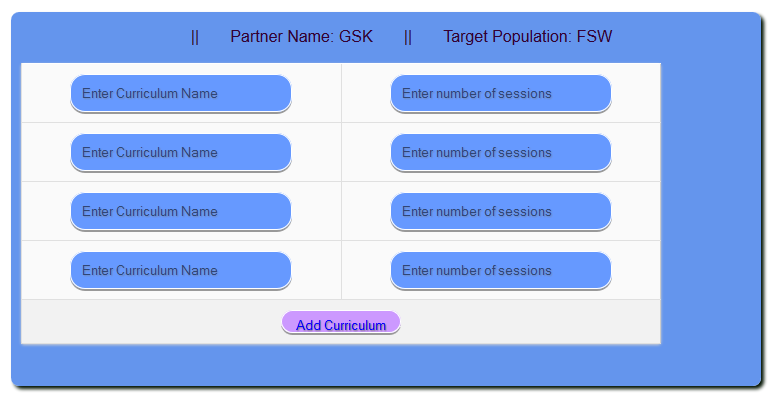 || Partner Name: GSK || Target Population: FSW
Enter Curriculum Name Enter number of sessions
Enter Curriculum Name Enter number of sessions
Enter Curriculum Name Enter number of sessions
Enter Curriculum Name Enter number of sessions
Add Curriculum